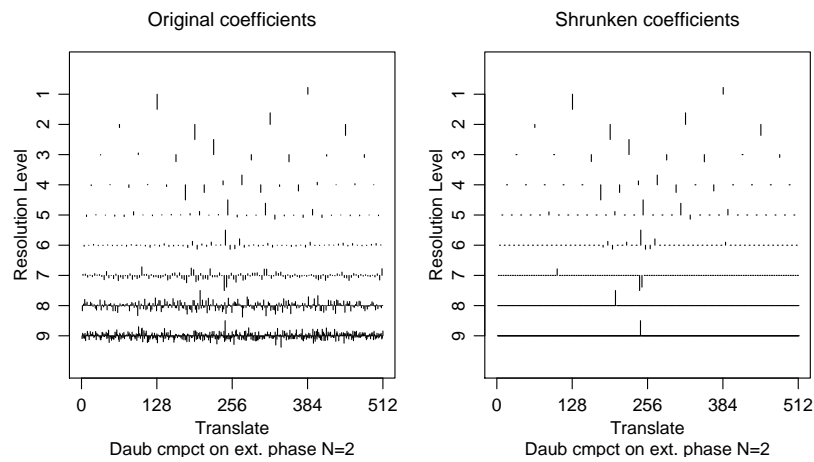 Original coefficients
Resolution Level
1
2
3
4
5
6
7
8
9
0 128 256 384 512
Translate
Daub cmpct on ext. phase N=2
Shrunken coefficients
Resolution Level
1
2
3
4
5
6
7
8
9
0 128 256 384 512
Translate
Daub cmpct on ext. phase N=2